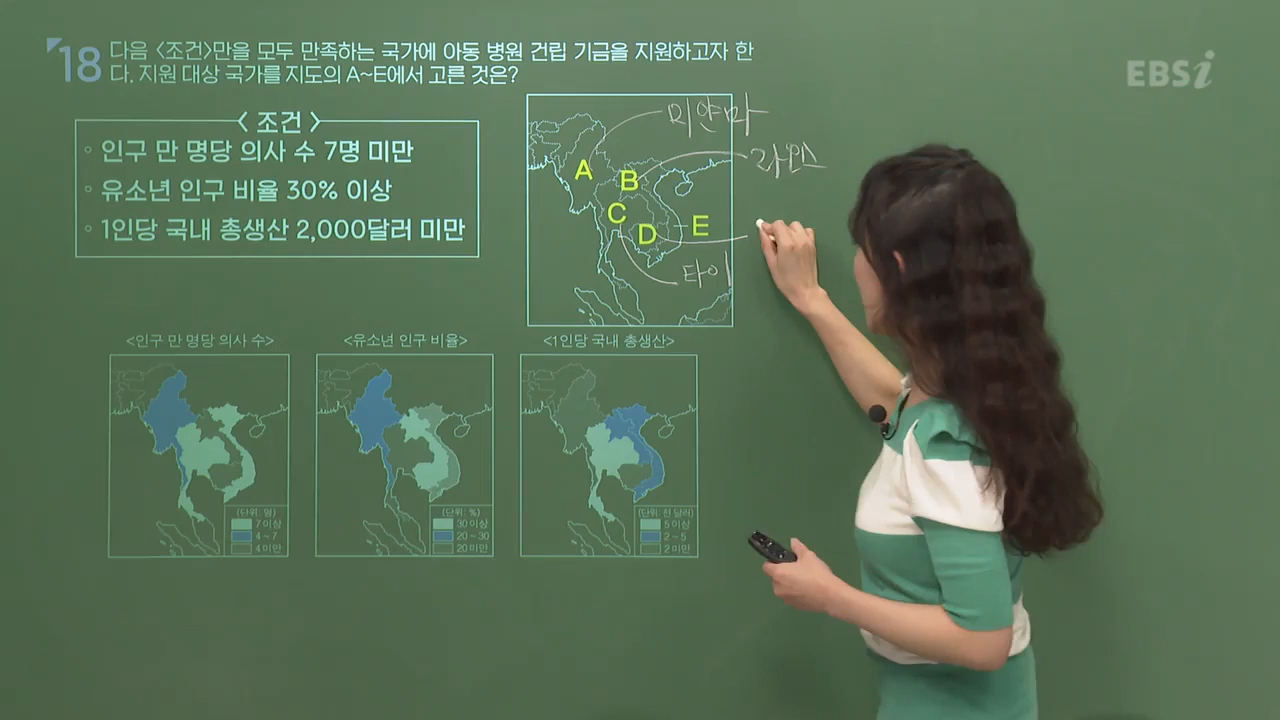 18 다음 <조건>만을 모두 만족하는 국가에 아동 병원 건립 기금을 지원하고자 한
다. 지원 대상 국가를 지도의 A~E에서 고른 것은?
EBSi
<조건>
◦ 인구 만 명당 의사 수 7명 미만
◦ 유소년 인구 비율 30% 이상
◦ 1인당 국내 총생산 2,000달러 미만
미얀마
라오스
A
B
C
D
E
타이
<인구 만 명당 의사 수>
(단위: 명)
7 이상
4~7
4 미만
<유소년 인구 비율>
(단위: %)
30 이상
20~30
20 미만
<1인당 국내 총생산>
(단위: 천 달러)
5 이상
2~5
2 미만